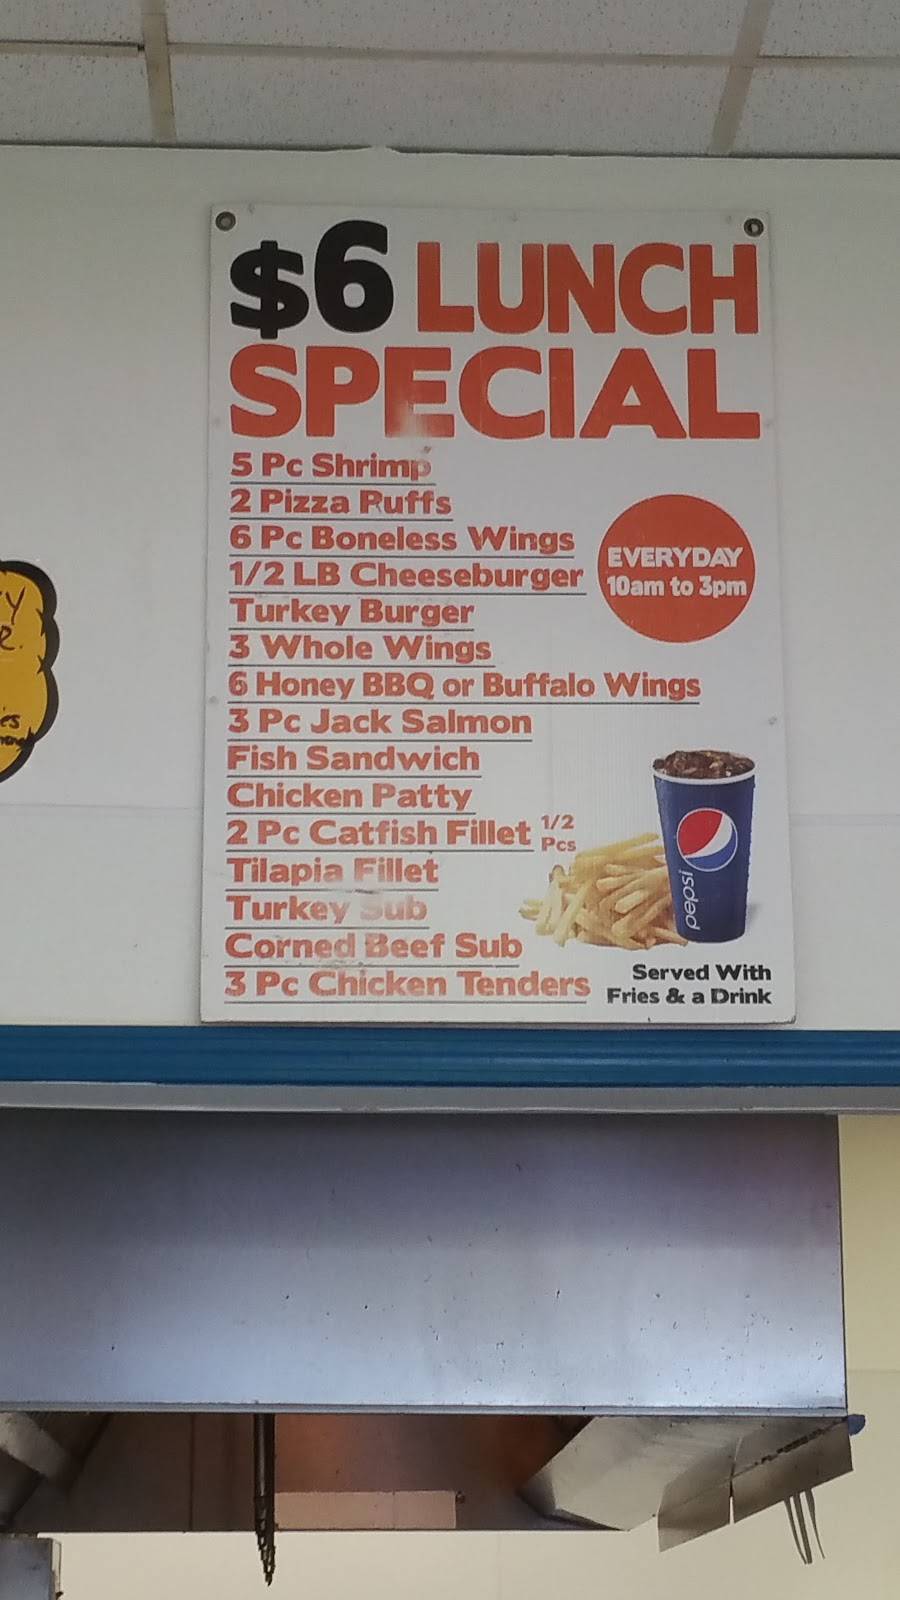 $6 LUNCH
SPECIAL
5 Pc Shrimp
2 Pizza Puffs
6 Pc Boneless Wings
1/2 LB Cheeseburger
EVERYDAY
10am to 3pm
Turkey Burger
3 Whole Wings
6 Honey BBQ or Buffalo Wings
3 Pc Jack Salmon
Fish Sandwich
Chicken Patty
2 Pc Catfish Fillet 1/2
Pcs
Tilapia Fillet
Turkey Sub
Corned Beef Sub
3 Pc Chicken Tenders
pepsi
Served With
Fries & a Drink